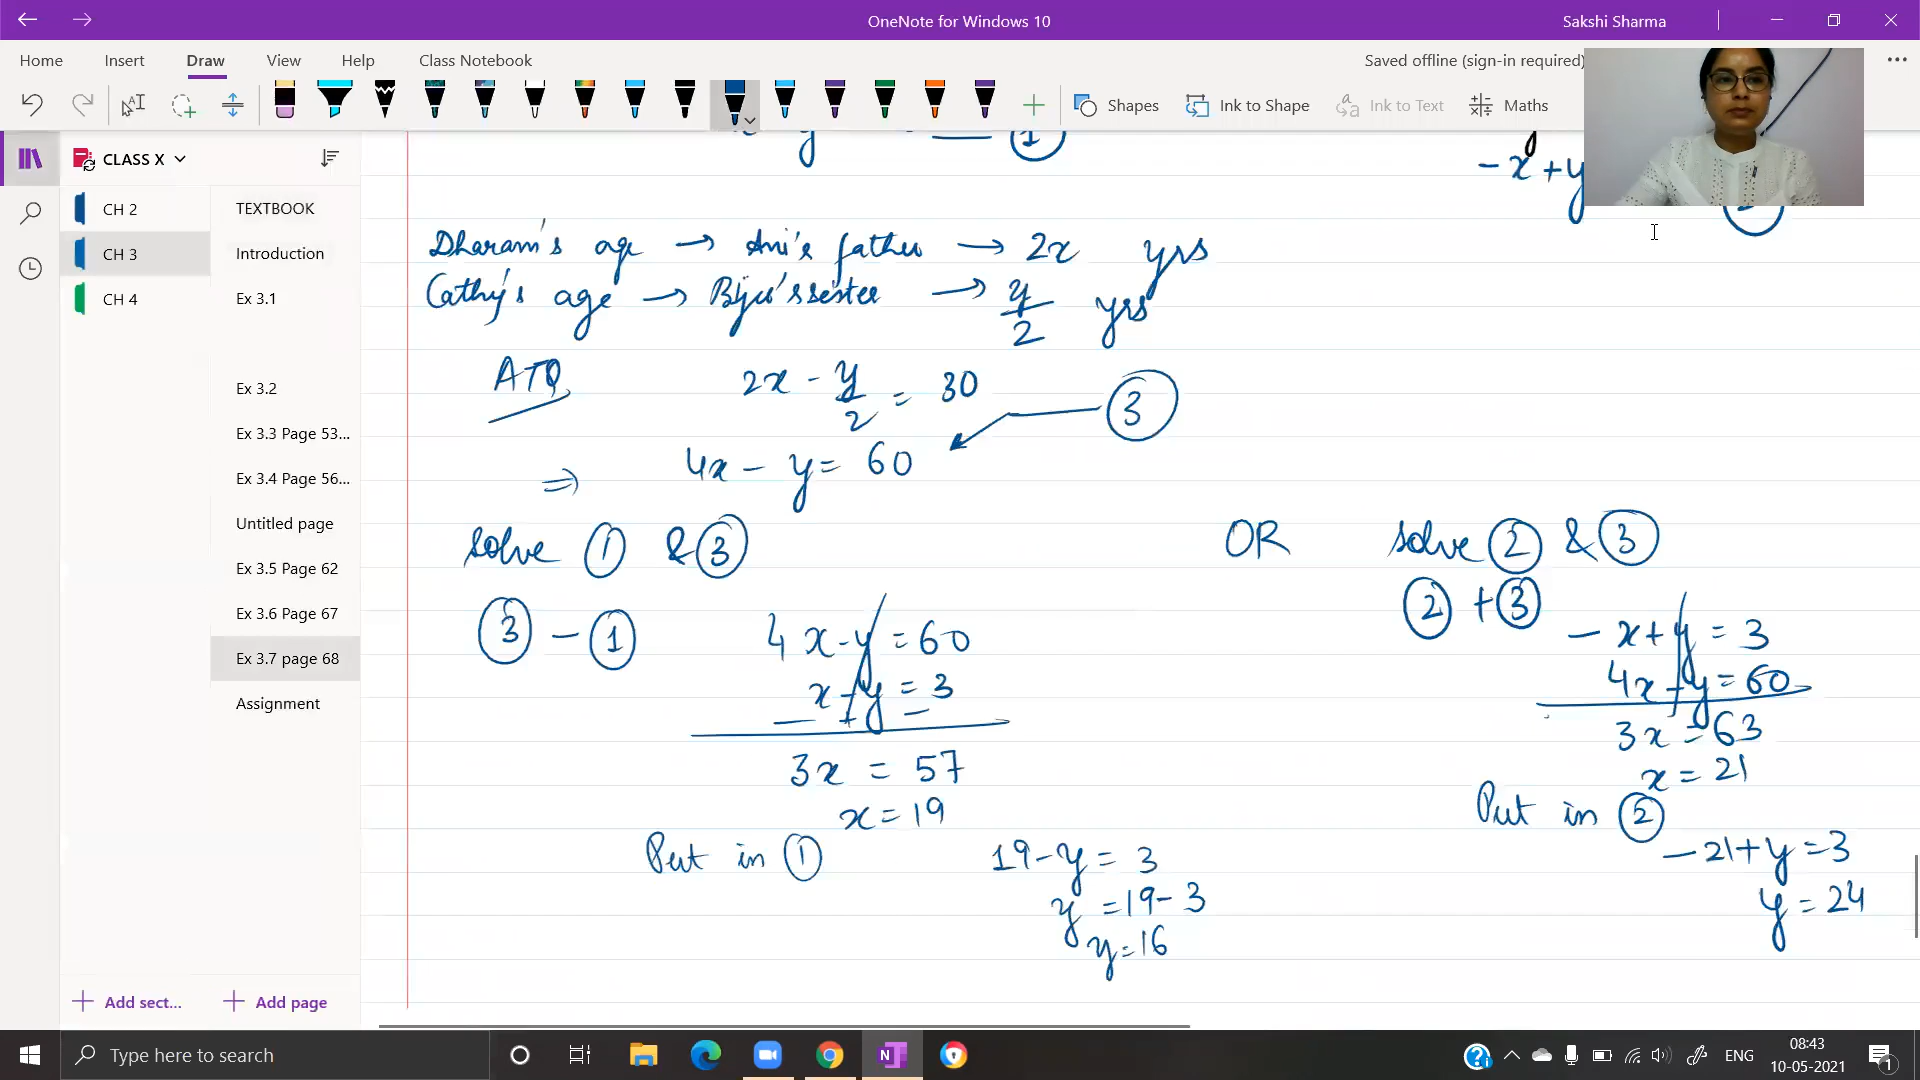 OneNote for Windows 10
Sakshi Sharma
Home Insert Draw View Help Class Notebook
Saved offline (sign-in required)
Shapes Ink to Shape Ink to Text Maths
CLASS X
CH 2
CH 3
CH 4
TEXTBOOK
Introduction
Ex 3.1
Ex 3.2
Ex 3.3 Page 53...
Ex 3.4 Page 56...
Untitled page
Ex 3.5 Page 62
Ex 3.6 Page 67
Ex 3.7 page 68
Assignment
Add sect...
Add page
y 1
-x+y
Dharam's age → Ani's father → 2x yrs
Cathy's age → Biju's sister → y/2 yrs
ATQ 2x - y/2 = 30 3
⇒ 4x - y = 60
Solve 1 & 3
3 - 1
4x-y = 60
x-y = 3
- + -
3x = 57
x = 19
Put in 1
19-y = 3
y = 19-3
y = 16
OR
Solve 2 & 3
2 + 3
-x+y = 3
4x-y = 60
3x = 63
x = 21
Put in 2
-21+y = 3
y = 24
Type here to search
ENG
08:43
10-05-2021
1